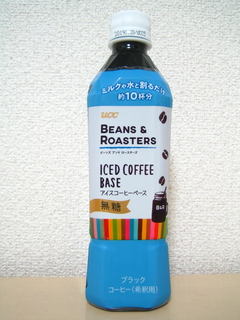 ミルクや水と割るだけ
約10杯分
UCC
BEANS &
ROASTERS
ビーンズ アンド ロースターズ
ICED COFFEE
BASE
アイスコーヒーベース
無糖
B&R
ブラック
コーヒー(希釈用)